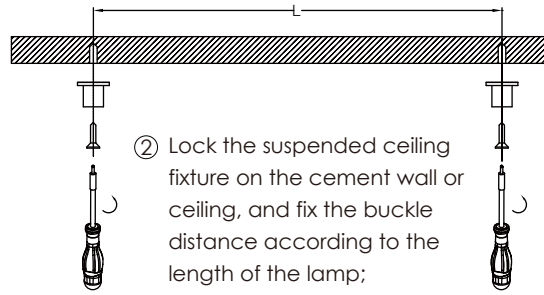 L
② Lock the suspended ceiling
fixture on the cement wall or
ceiling, and fix the buckle
distance according to the
length of the lamp;